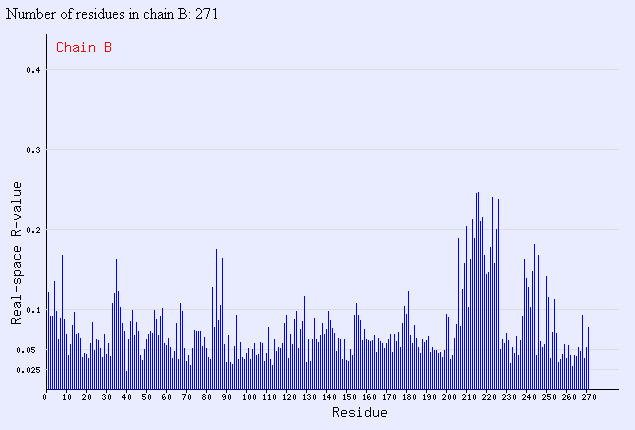 Number of residues in chain B: 271
Chain B
0.4
0.3
0.2
0.1
0.05
0.025
Real-space R-value
0 10 20 30 40 50 60 70 80 90 100 110 120 130 140 150 160 170 180 190 200 210 220 230 240 250 260 270
Residue